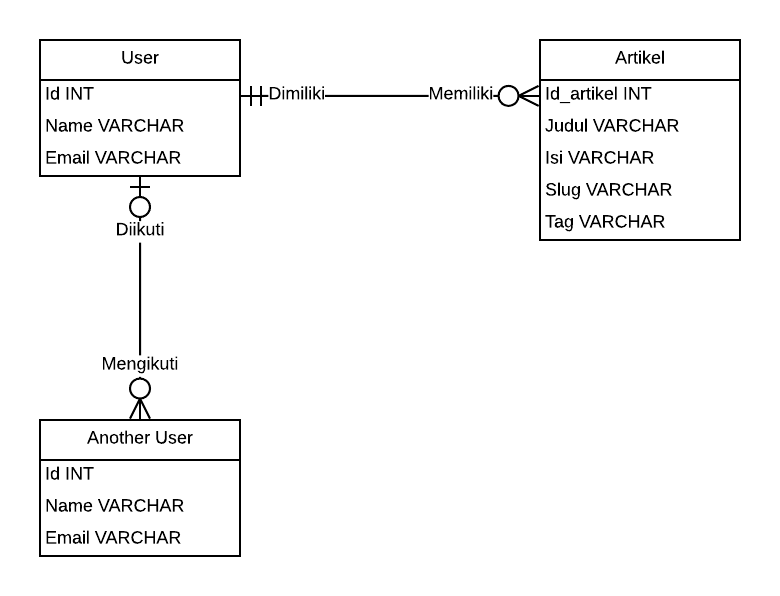 User
Id INT
Name VARCHAR
Email VARCHAR
Dimiliki
Memiliki
Artikel
Id_artikel INT
Judul VARCHAR
Isi VARCHAR
Slug VARCHAR
Tag VARCHAR
Diikuti
Mengikuti
Another User
Id INT
Name VARCHAR
Email VARCHAR